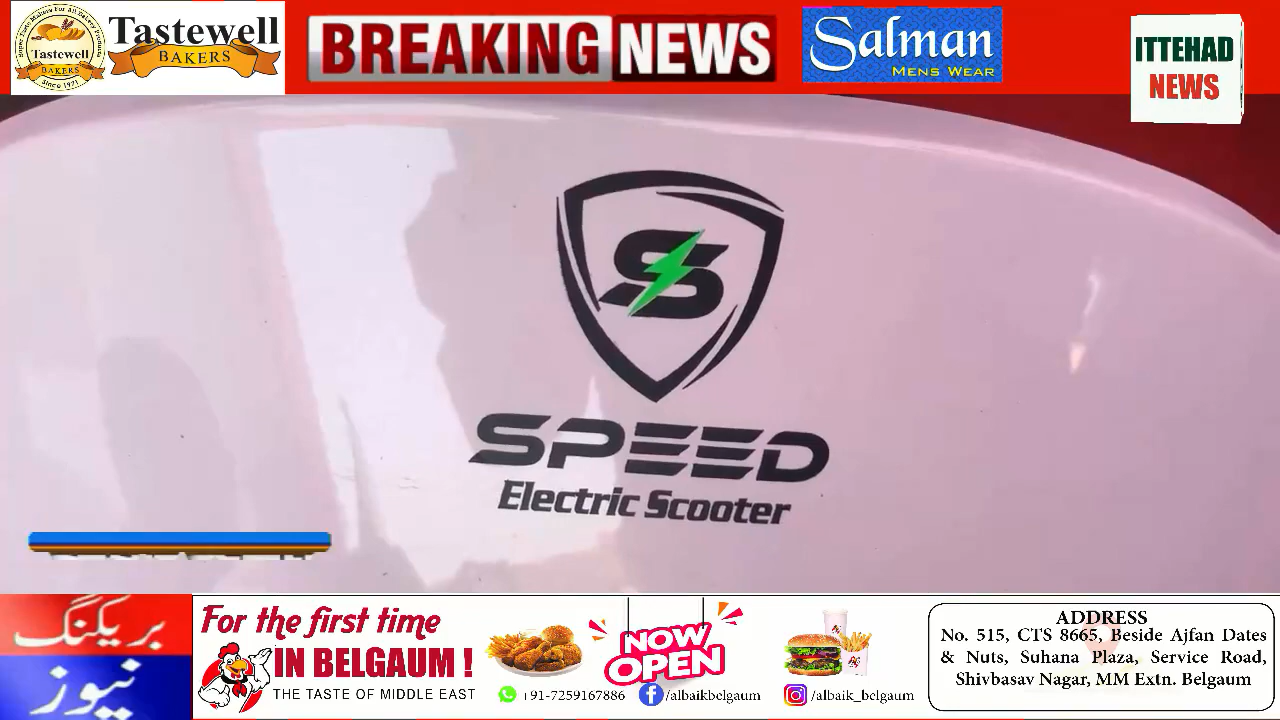 Tastewell
BAKERS
Tastewell
BAKERS
Since 1971
BREAKING NEWS
Salman
MENS WEAR
ITTEHAD
NEWS
S
SPEED
Electric Scooter
بریکنگ
نیوز
For the first time
IN BELGAUM !
THE TASTE OF MIDDLE EAST
NOW
OPEN
+91-7259167886
/albaikbelgaum
/albaik_belgaum
ADDRESS
No. 515, CTS 8665, Beside Ajfan Dates
& Nuts, Suhana Plaza, Service Road,
Shivbasav Nagar, MM Extn. Belgaum